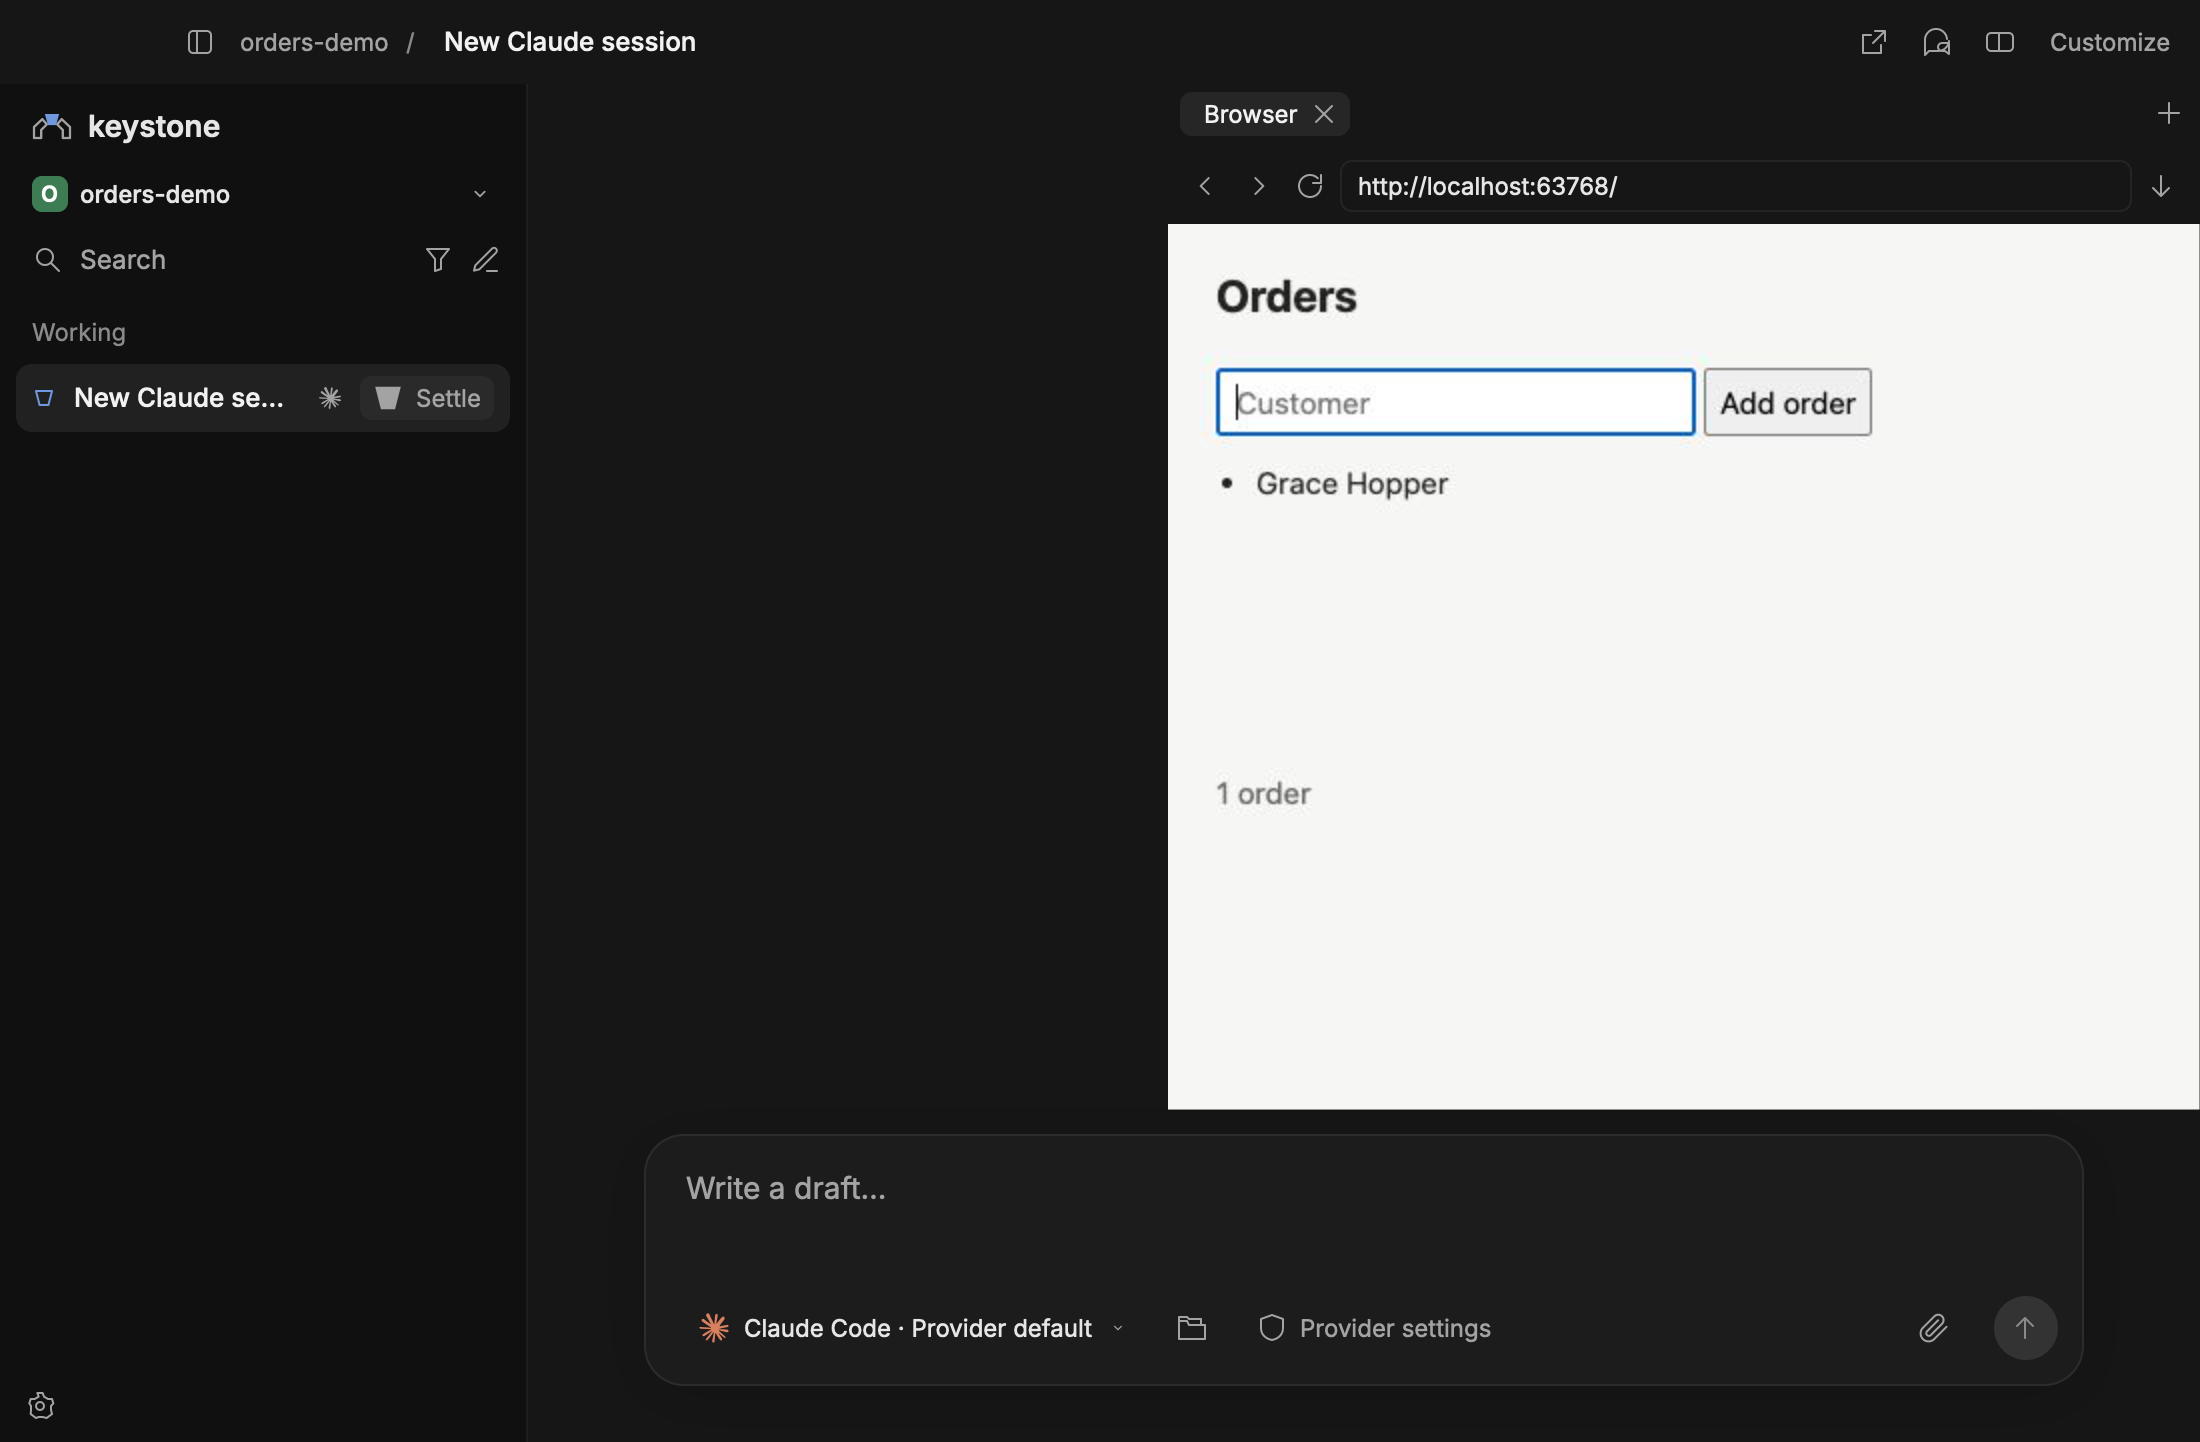 orders-demo / New Claude session
Customize
keystone
O orders-demo
Search
Working
New Claude se... Settle
Browser
http://localhost:63768/
Orders
Customer Add order
• Grace Hopper
1 order
Write a draft...
Claude Code · Provider default Provider settings